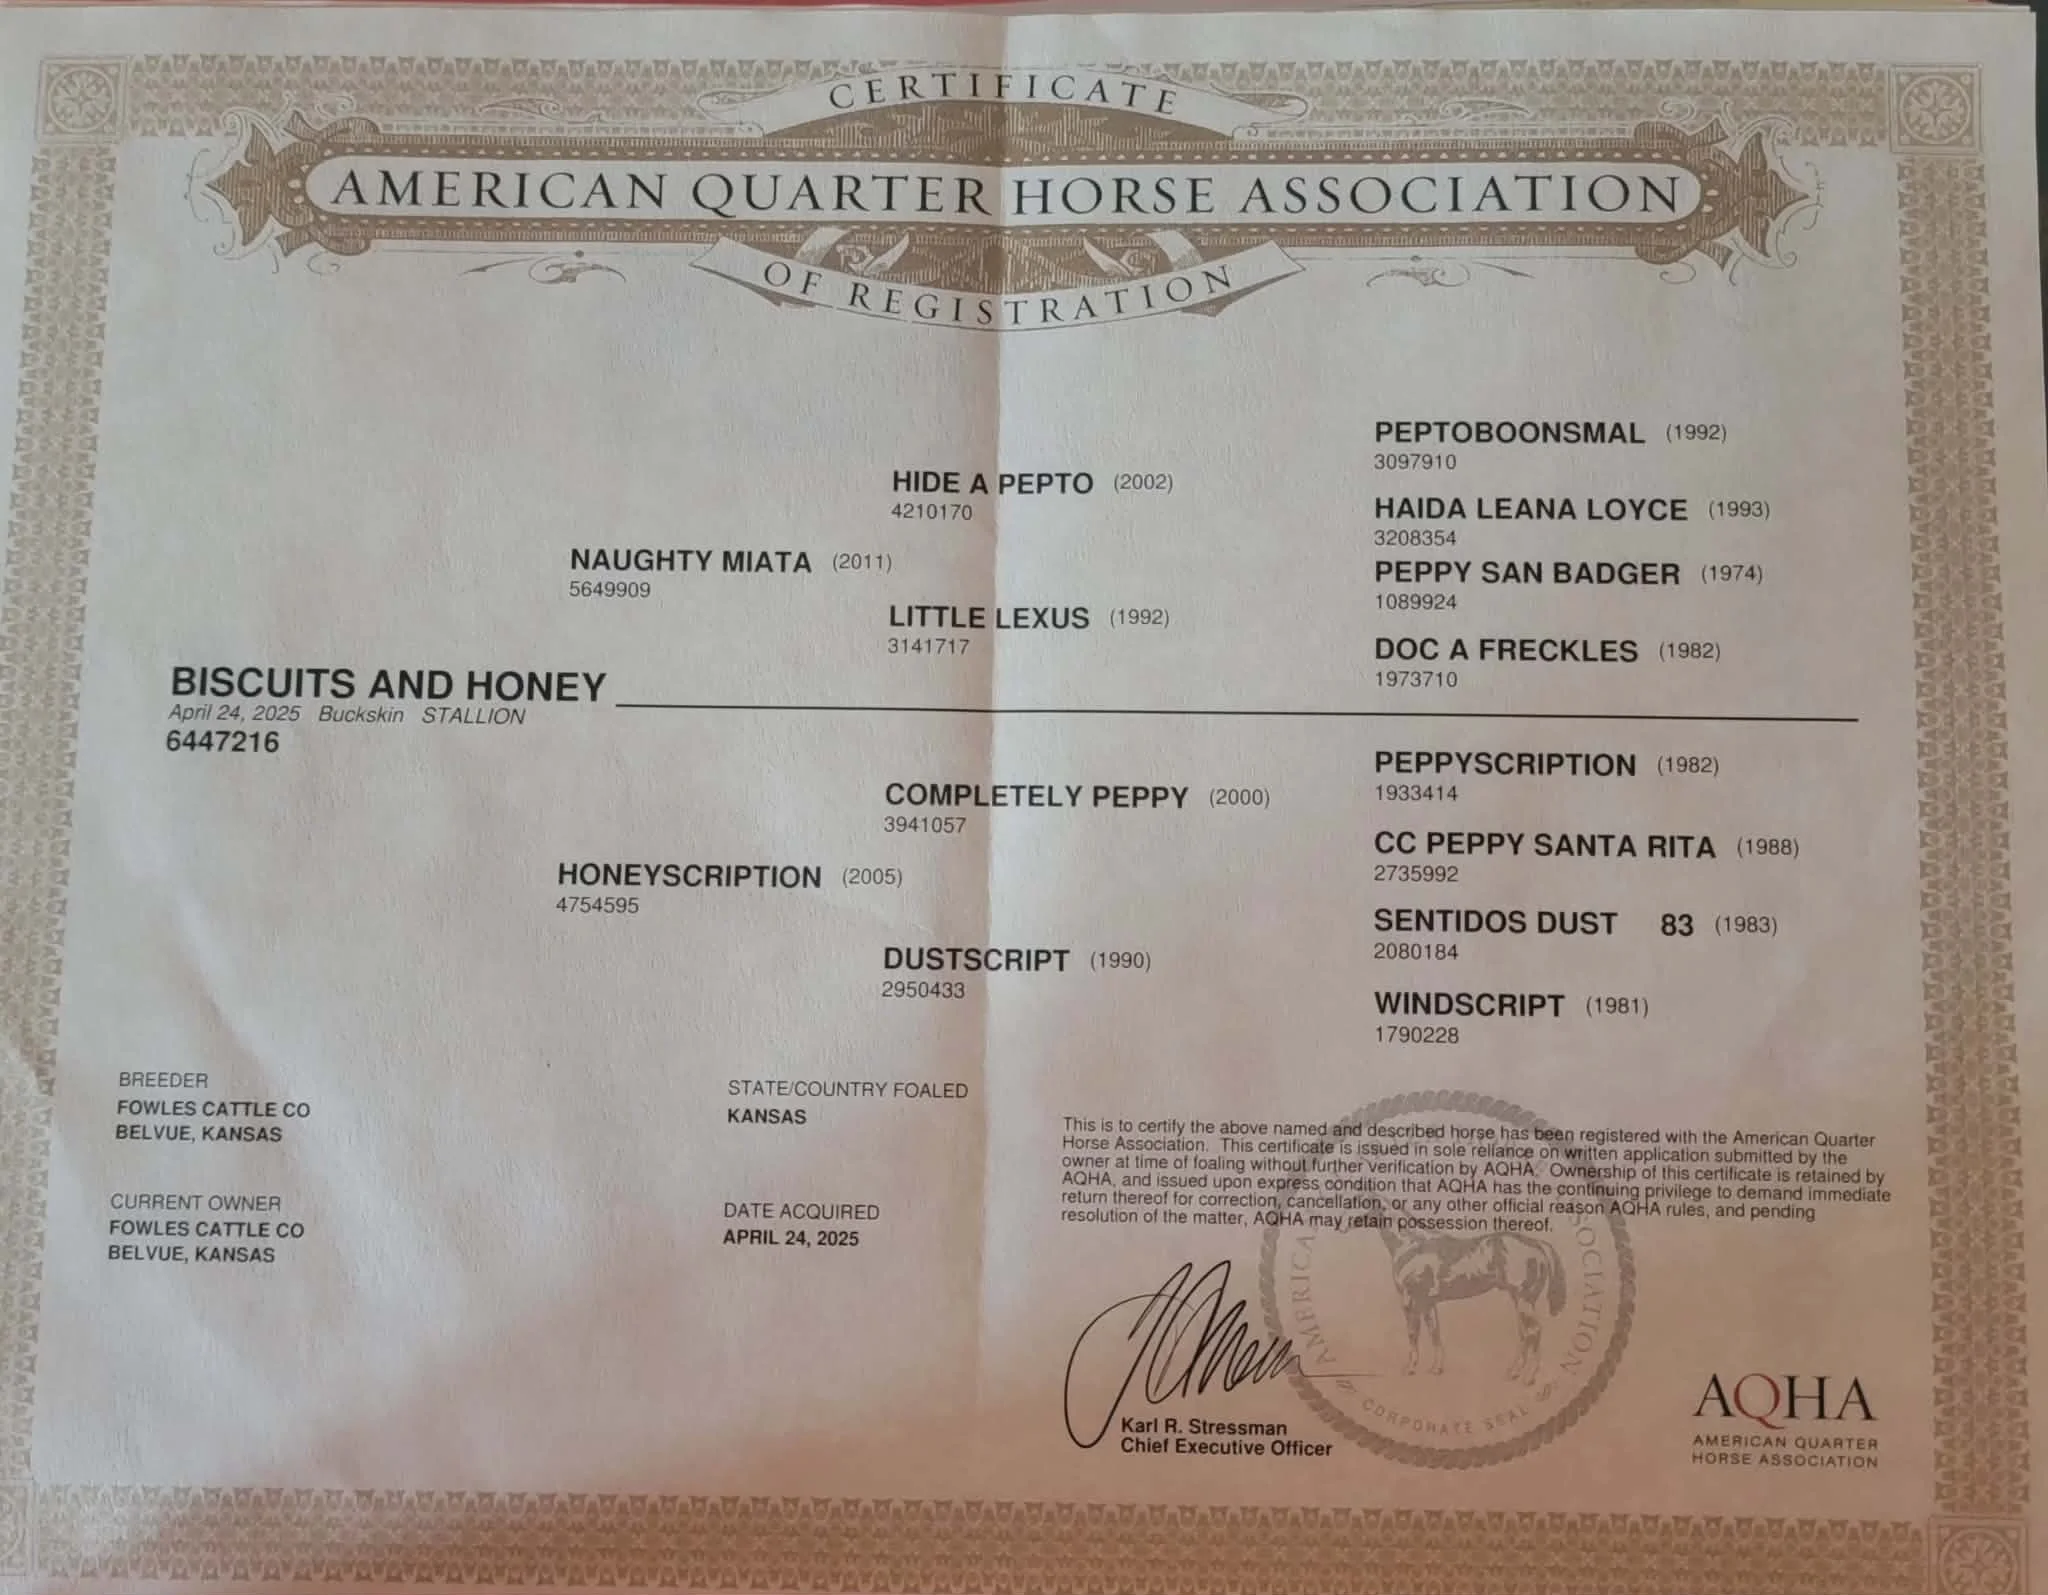 CERTIFICATE
AMERICAN QUARTER HORSE ASSOCIATION
OF REGISTRATION
PEPTOBOONSMAL (1992)
3097910
HIDE A PEPTO (2002)
4210170
HAIDA LEANA LOYCE (1993)
3208354
NAUGHTY MIATA (2011)
5649909
PEPPY SAN BADGER (1974)
1089924
LITTLE LEXUS (1992)
3141717
DOC A FRECKLES (1982)
1973710
BISCUITS AND HONEY
April 24, 2025 Buckskin STALLION
6447216
PEPPYSCRIPTION (1982)
1933414
COMPLETELY PEPPY (2000)
3941057
CC PEPPY SANTA RITA (1988)
2735992
HONEYSCRIPTION (2005)
4754595
SENTIDOS DUST 83 (1983)
2080184
DUSTSCRIPT (1990)
2950433
WINDSCRIPT (1981)
1790228
BREEDER
FOWLES CATTLE CO
BELVUE, KANSAS
STATE/COUNTRY FOALED
KANSAS
CURRENT OWNER
FOWLES CATTLE CO
BELVUE, KANSAS
DATE ACQUIRED
APRIL 24, 2025
This is to certify the above named and described horse has been registered with the American Quarter
Horse Association. This certificate is issued in sole reliance on written application submitted by the
owner at time of foaling without further verification by AQHA. Ownership of this certificate is retained by
AQHA, and issued upon express condition that AQHA has the continuing privilege to demand immediate
return thereof for correction, cancellation, or any other official reason AQHA rules, and pending
resolution of the matter, AQHA may retain possession thereof.
Karl R. Stressman
Chief Executive Officer
CORPORATE SEAL
AQHA
AMERICAN QUARTER
HORSE ASSOCIATION